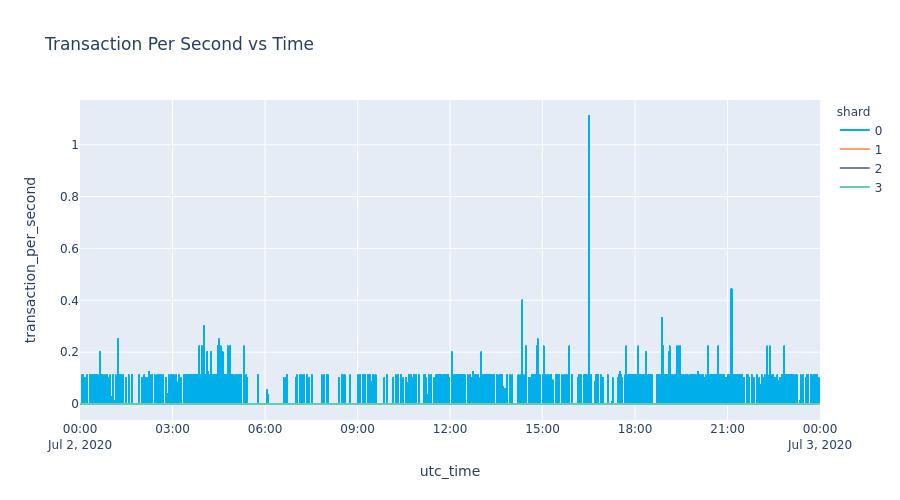 Transaction Per Second vs Time
shard
0
1
2
3
transaction_per_second
1
0.8
0.6
0.4
0.2
0
00:00 03:00 06:00 09:00 12:00 15:00 18:00 21:00 00:00
Jul 2, 2020 Jul 3, 2020
utc_time